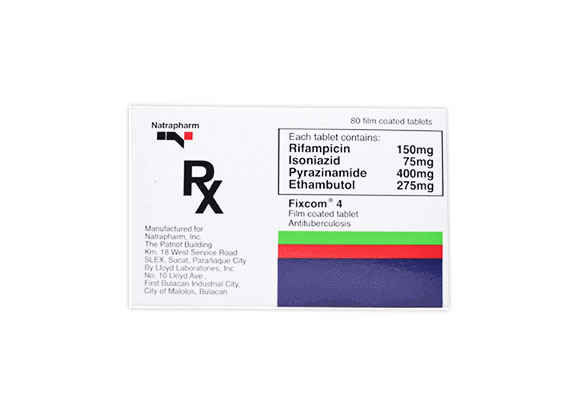 Natrapharm
80 film coated tablets
Each tablet contains:
Rifampicin 150mg
Isoniazid 75mg
Pyrazinamide 400mg
Ethambutol 275mg
Rx
Fixcom® 4
Film coated tablet
Antituberculosis
Manufactured for
Natrapharm, Inc.
The Patriot Building
Km. 18 West Service Road
SLEX, Sucat, Parañaque City
By Lloyd Laboratories, Inc.
No. 10 Lloyd Ave.,
First Bulacan Industrial City,
City of Malolos, Bulacan